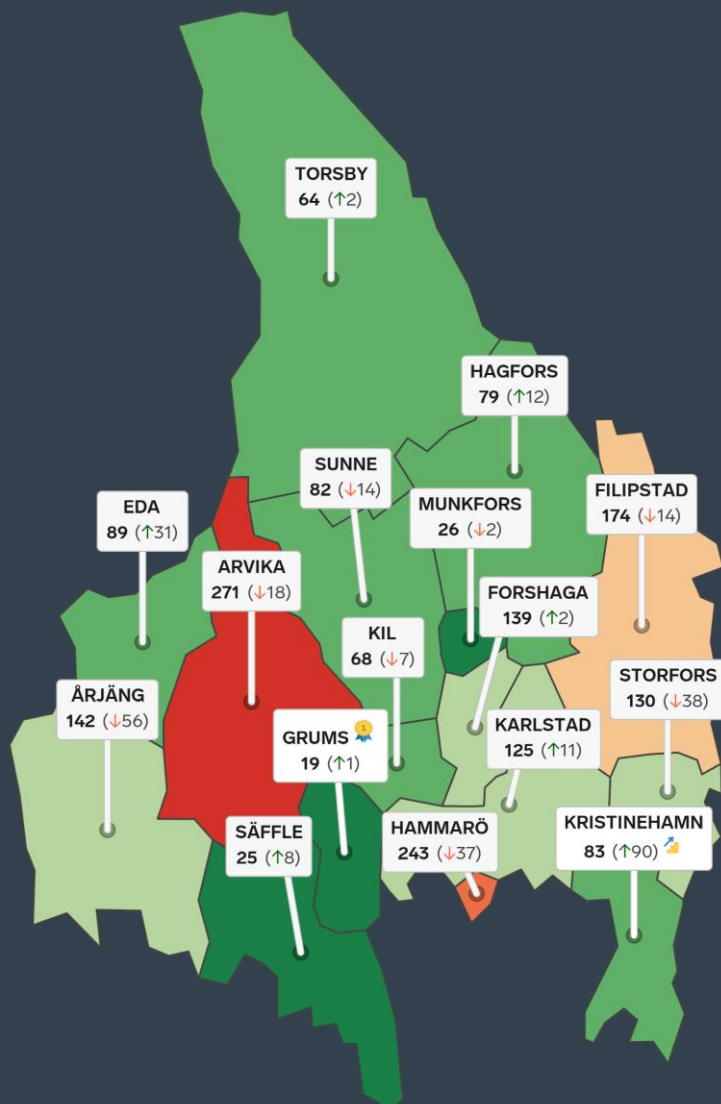 TORSBY
64 (↑2)
HAGFORS
79 (↑12)
SUNNE
82 (↓14)
MUNKFORS
26 (↓2)
FILIPSTAD
174 (↓14)
EDA
89 (↑31)
ARVIKA
271 (↓18)
FORSHAGA
139 (↑2)
KIL
68 (↓7)
STORFORS
130 (↓38)
ÅRJÄNG
142 (↓56)
GRUMS
19 (↑1)
KARLSTAD
125 (↑11)
SÄFFLE
25 (↑8)
HAMMARÖ
243 (↓37)
KRISTINEHAMN
83 (↑90)